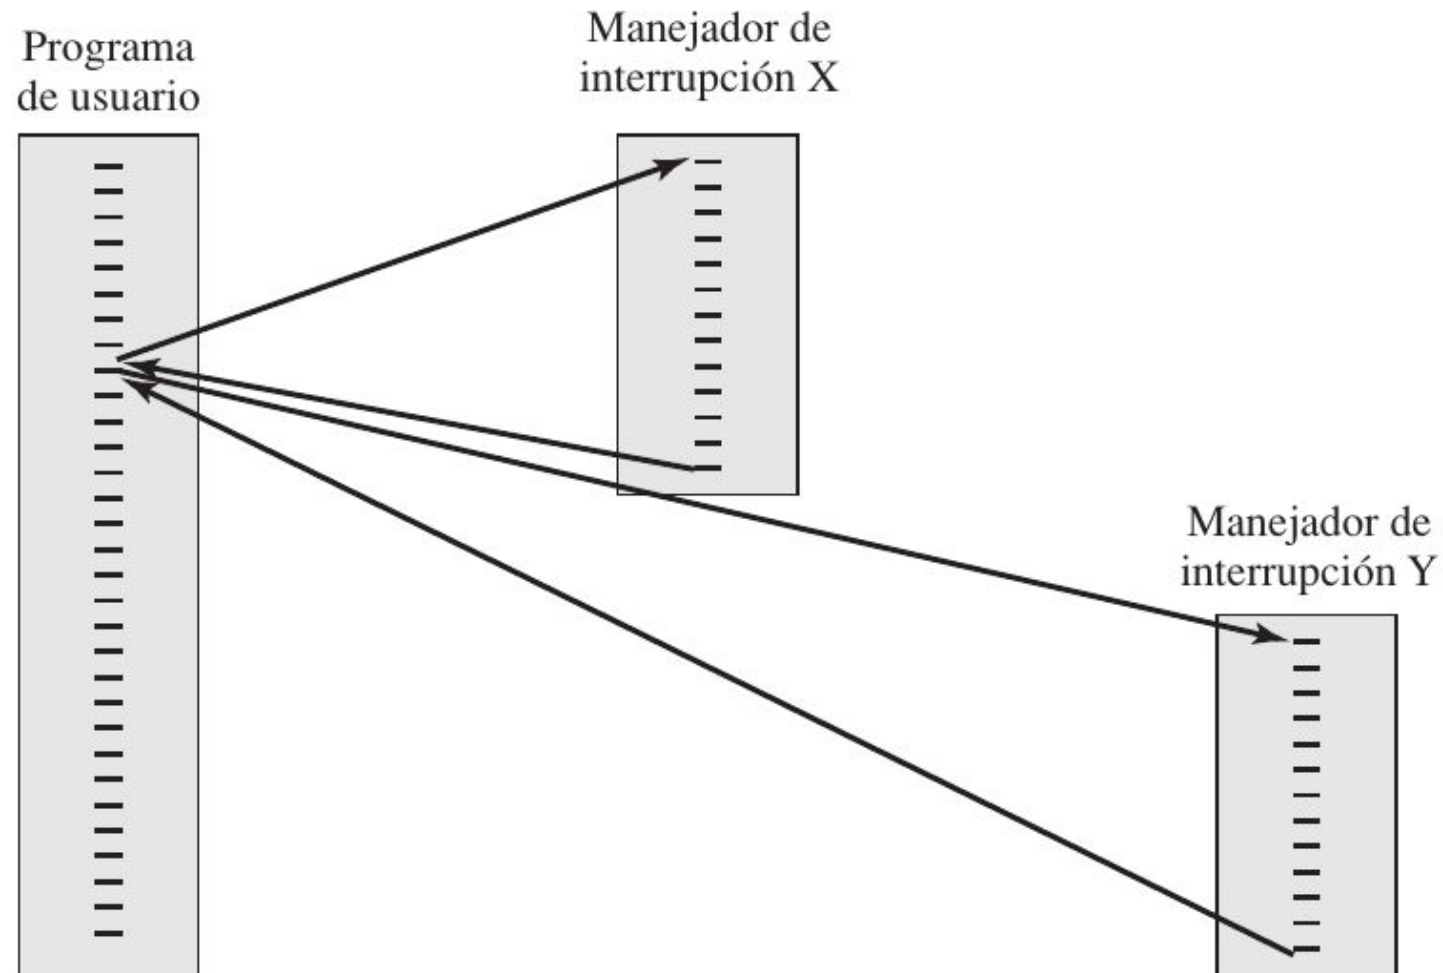 Programa
de usuario
Manejador de
interrupción X
Manejador de
interrupción Y